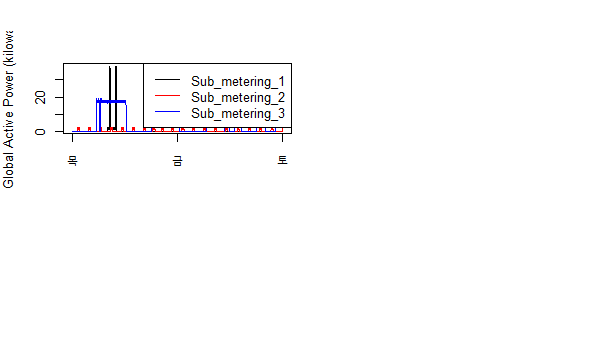 Global Active Power (kilowa
20
0
Sub_metering_1
Sub_metering_2
Sub_metering_3
목
금
토